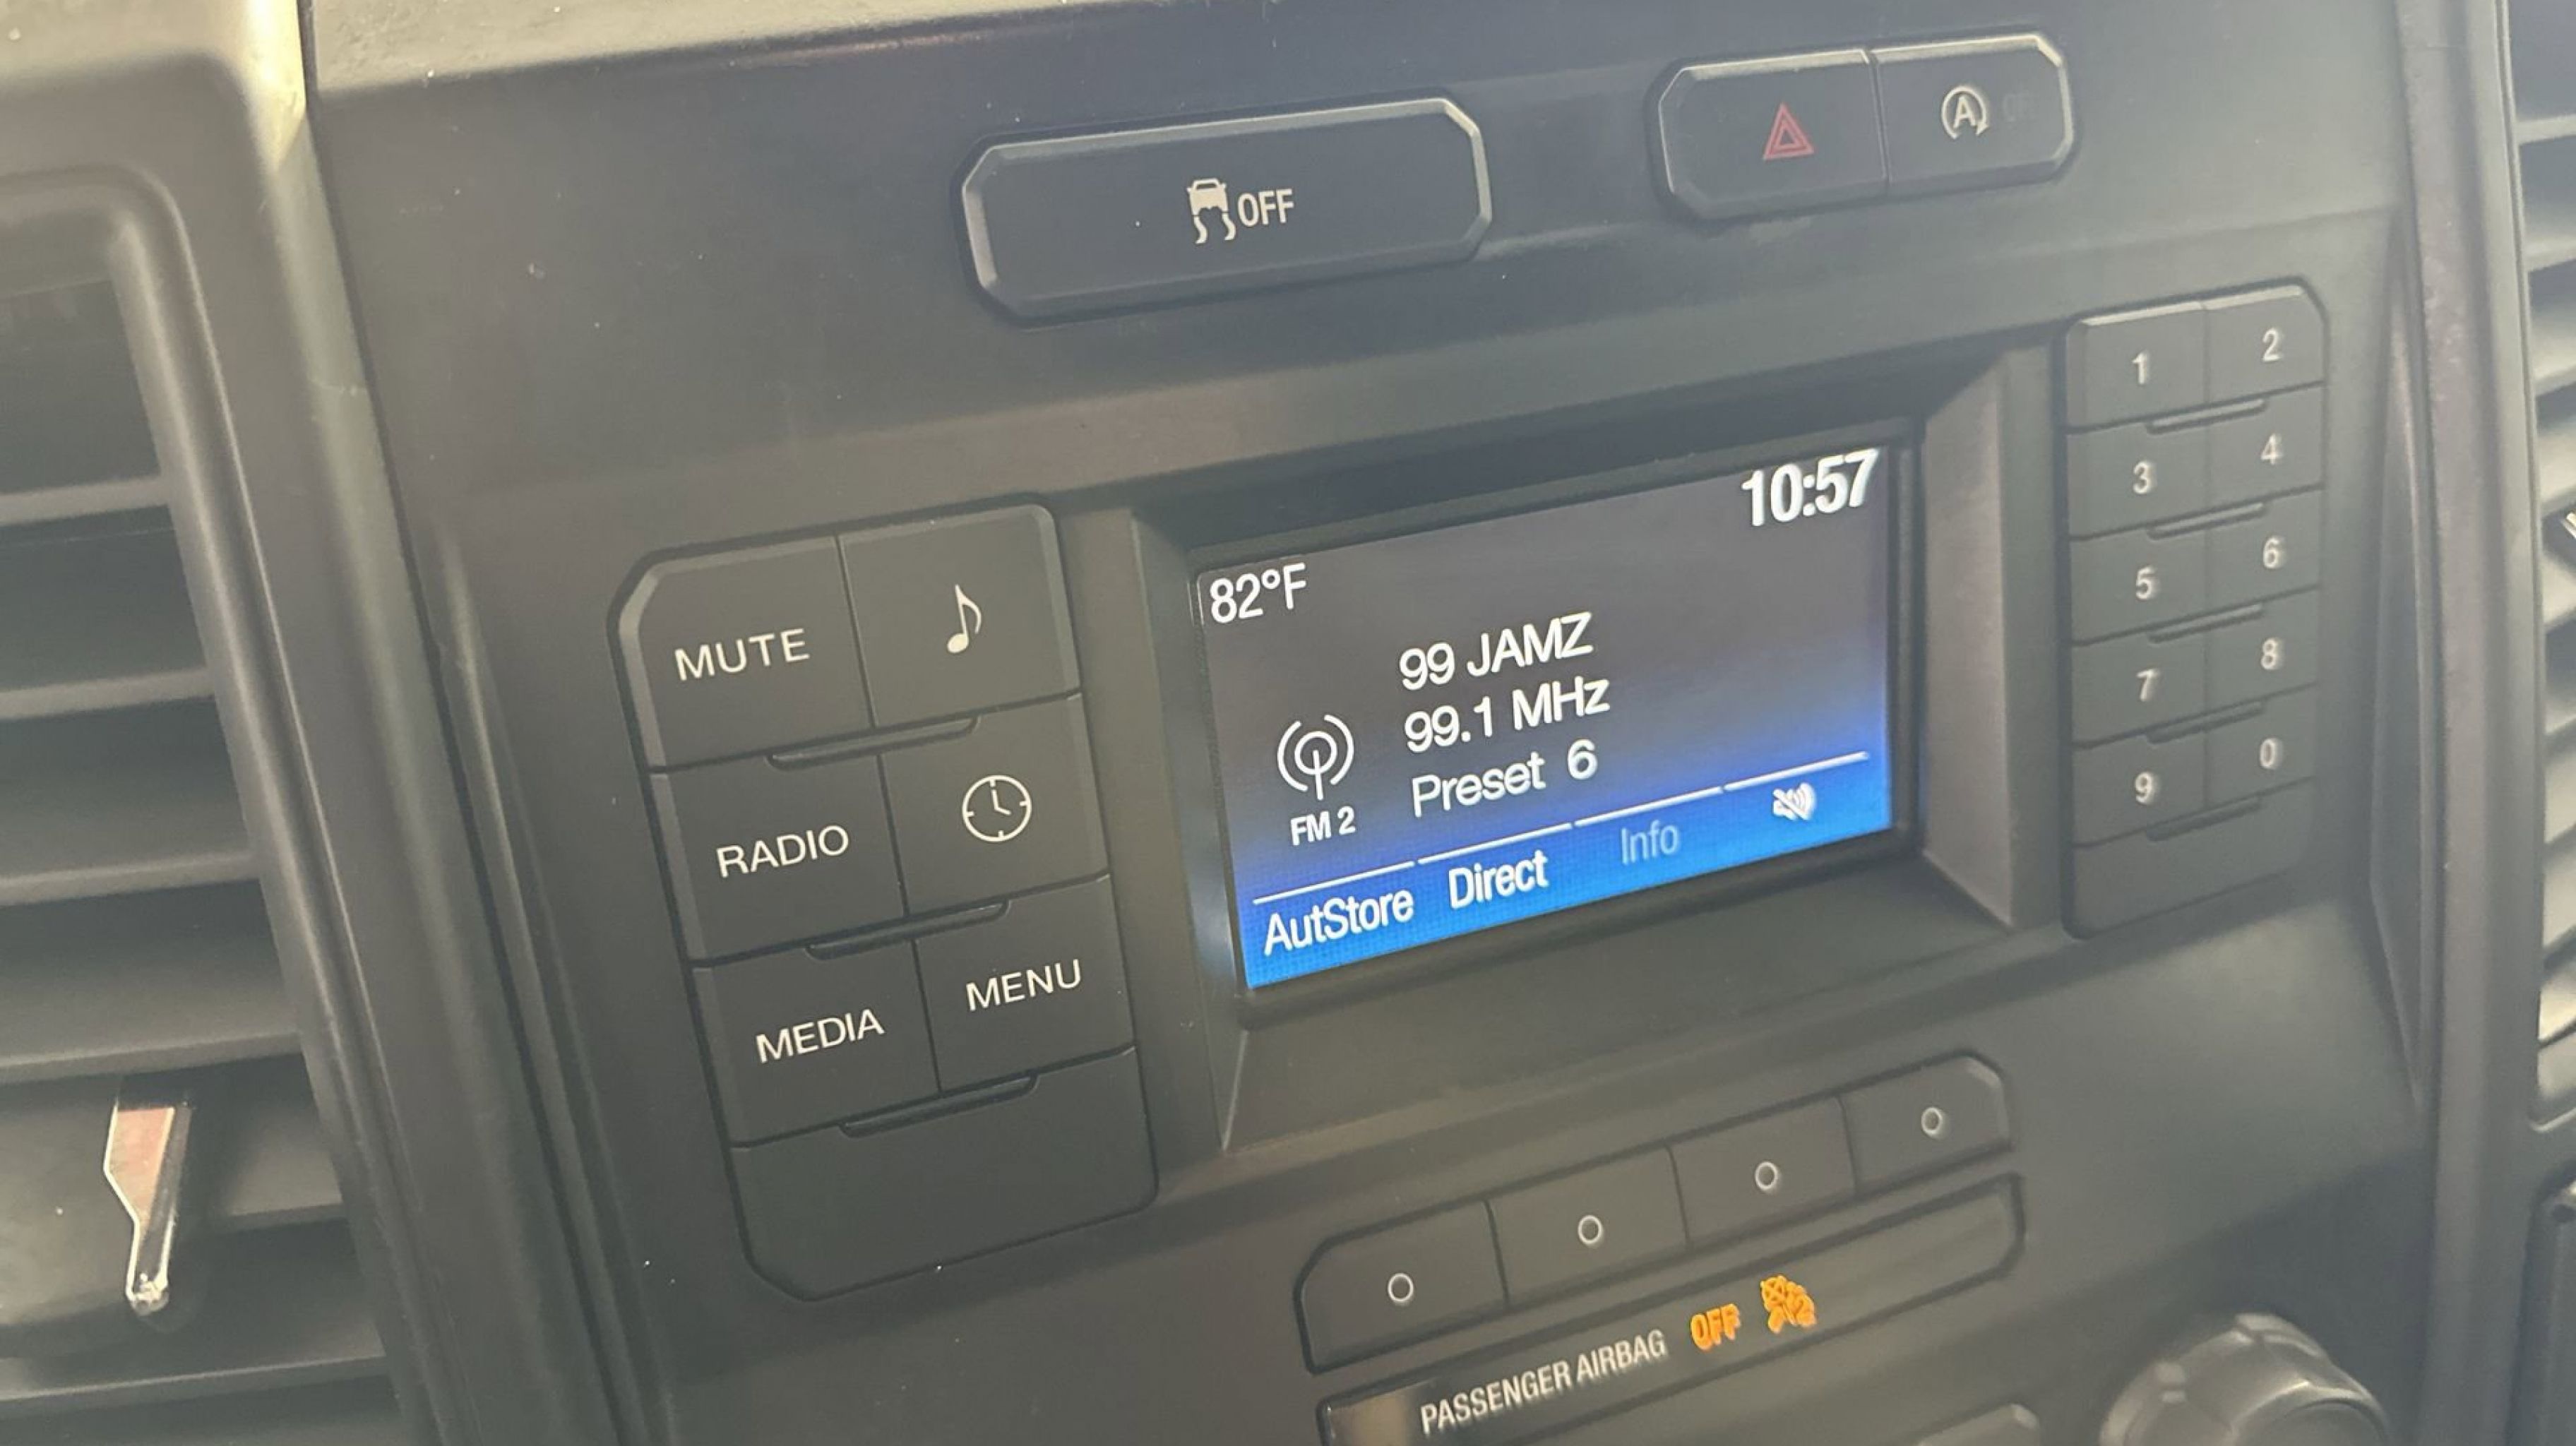 OFF
A
10:57
82°F
99 JAMZ
99.1 MHz
Preset 6
FM 2
AutStore Direct Info
MUTE
RADIO
MEDIA MENU
1 2
3 4
5 6
7 8
9 0
PASSENGER AIRBAG OFF
2